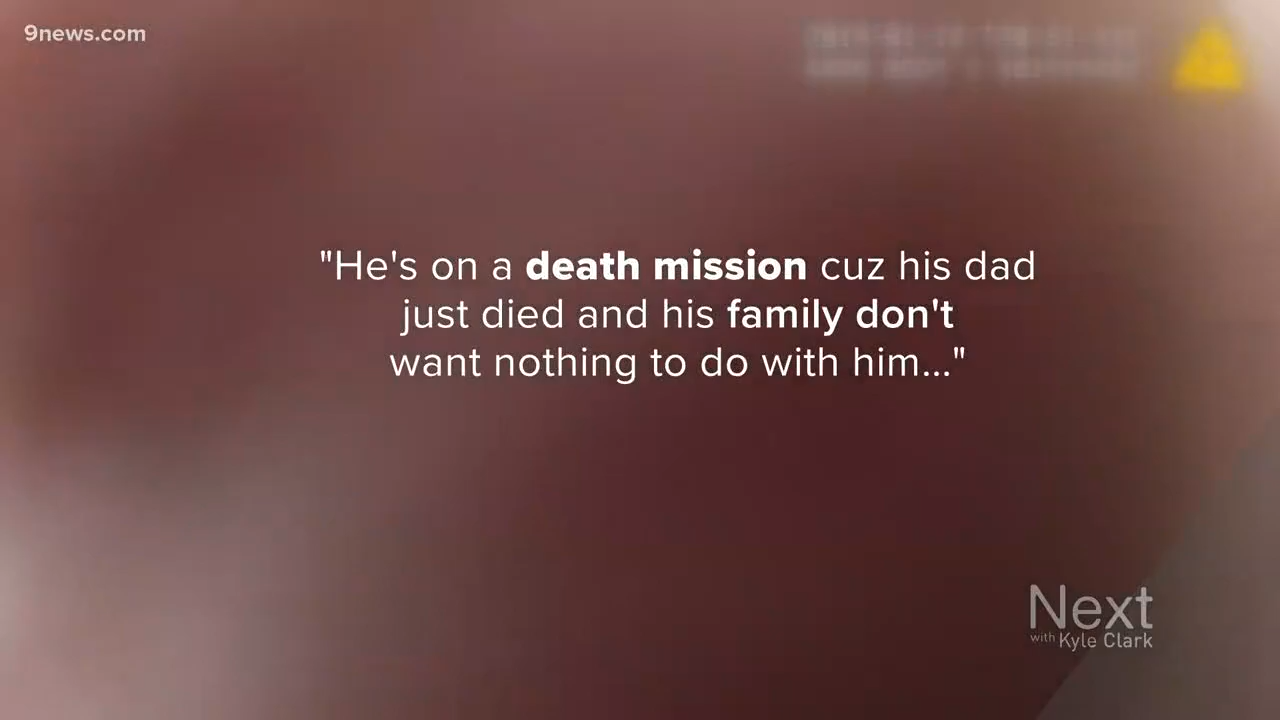 9news.com
"He's on a death mission cuz his dad
just died and his family don't
want nothing to do with him..."
Next
with Kyle Clark